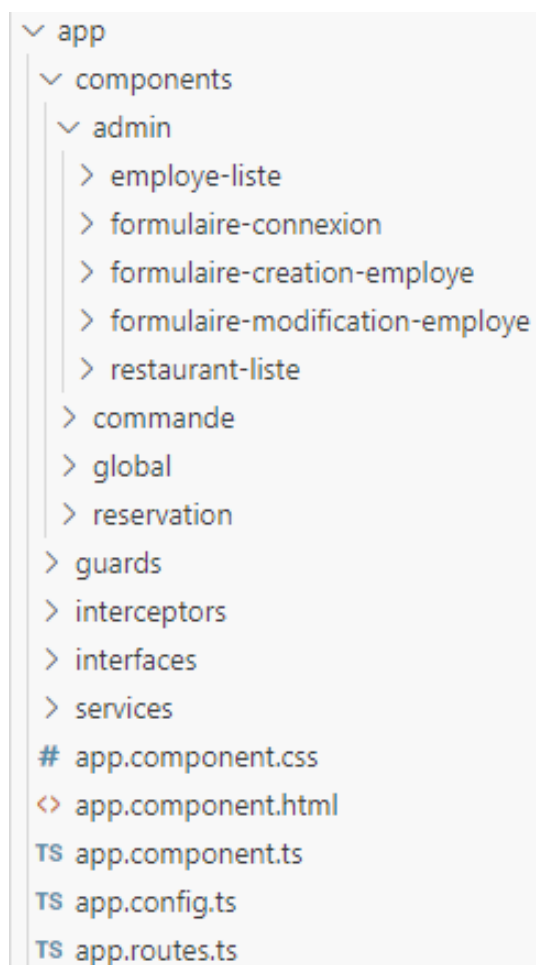 app
components
admin
employe-liste
formulaire-connexion
formulaire-creation-employe
formulaire-modification-employe
restaurant-liste
commande
global
reservation
guards
interceptors
interfaces
services
# app.component.css
<> app.component.html
TS app.component.ts
TS app.config.ts
TS app.routes.ts